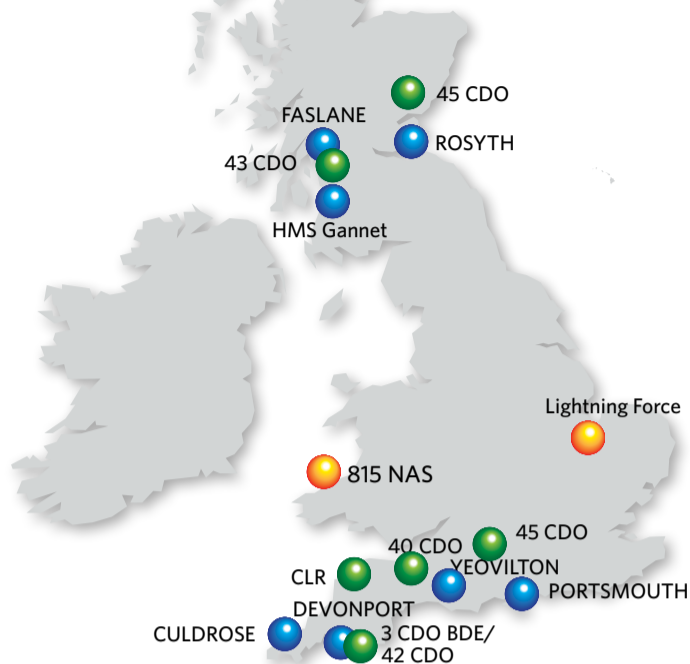 45 CDO
FASLANE
ROSYTH
43 CDO
HMS Gannet
Lightning Force
815 NAS
45 CDO
40 CDO
YEOVILTON
CLR
PORTSMOUTH
DEVONPORT
CULDROSE
3 CDO BDE/
42 CDO